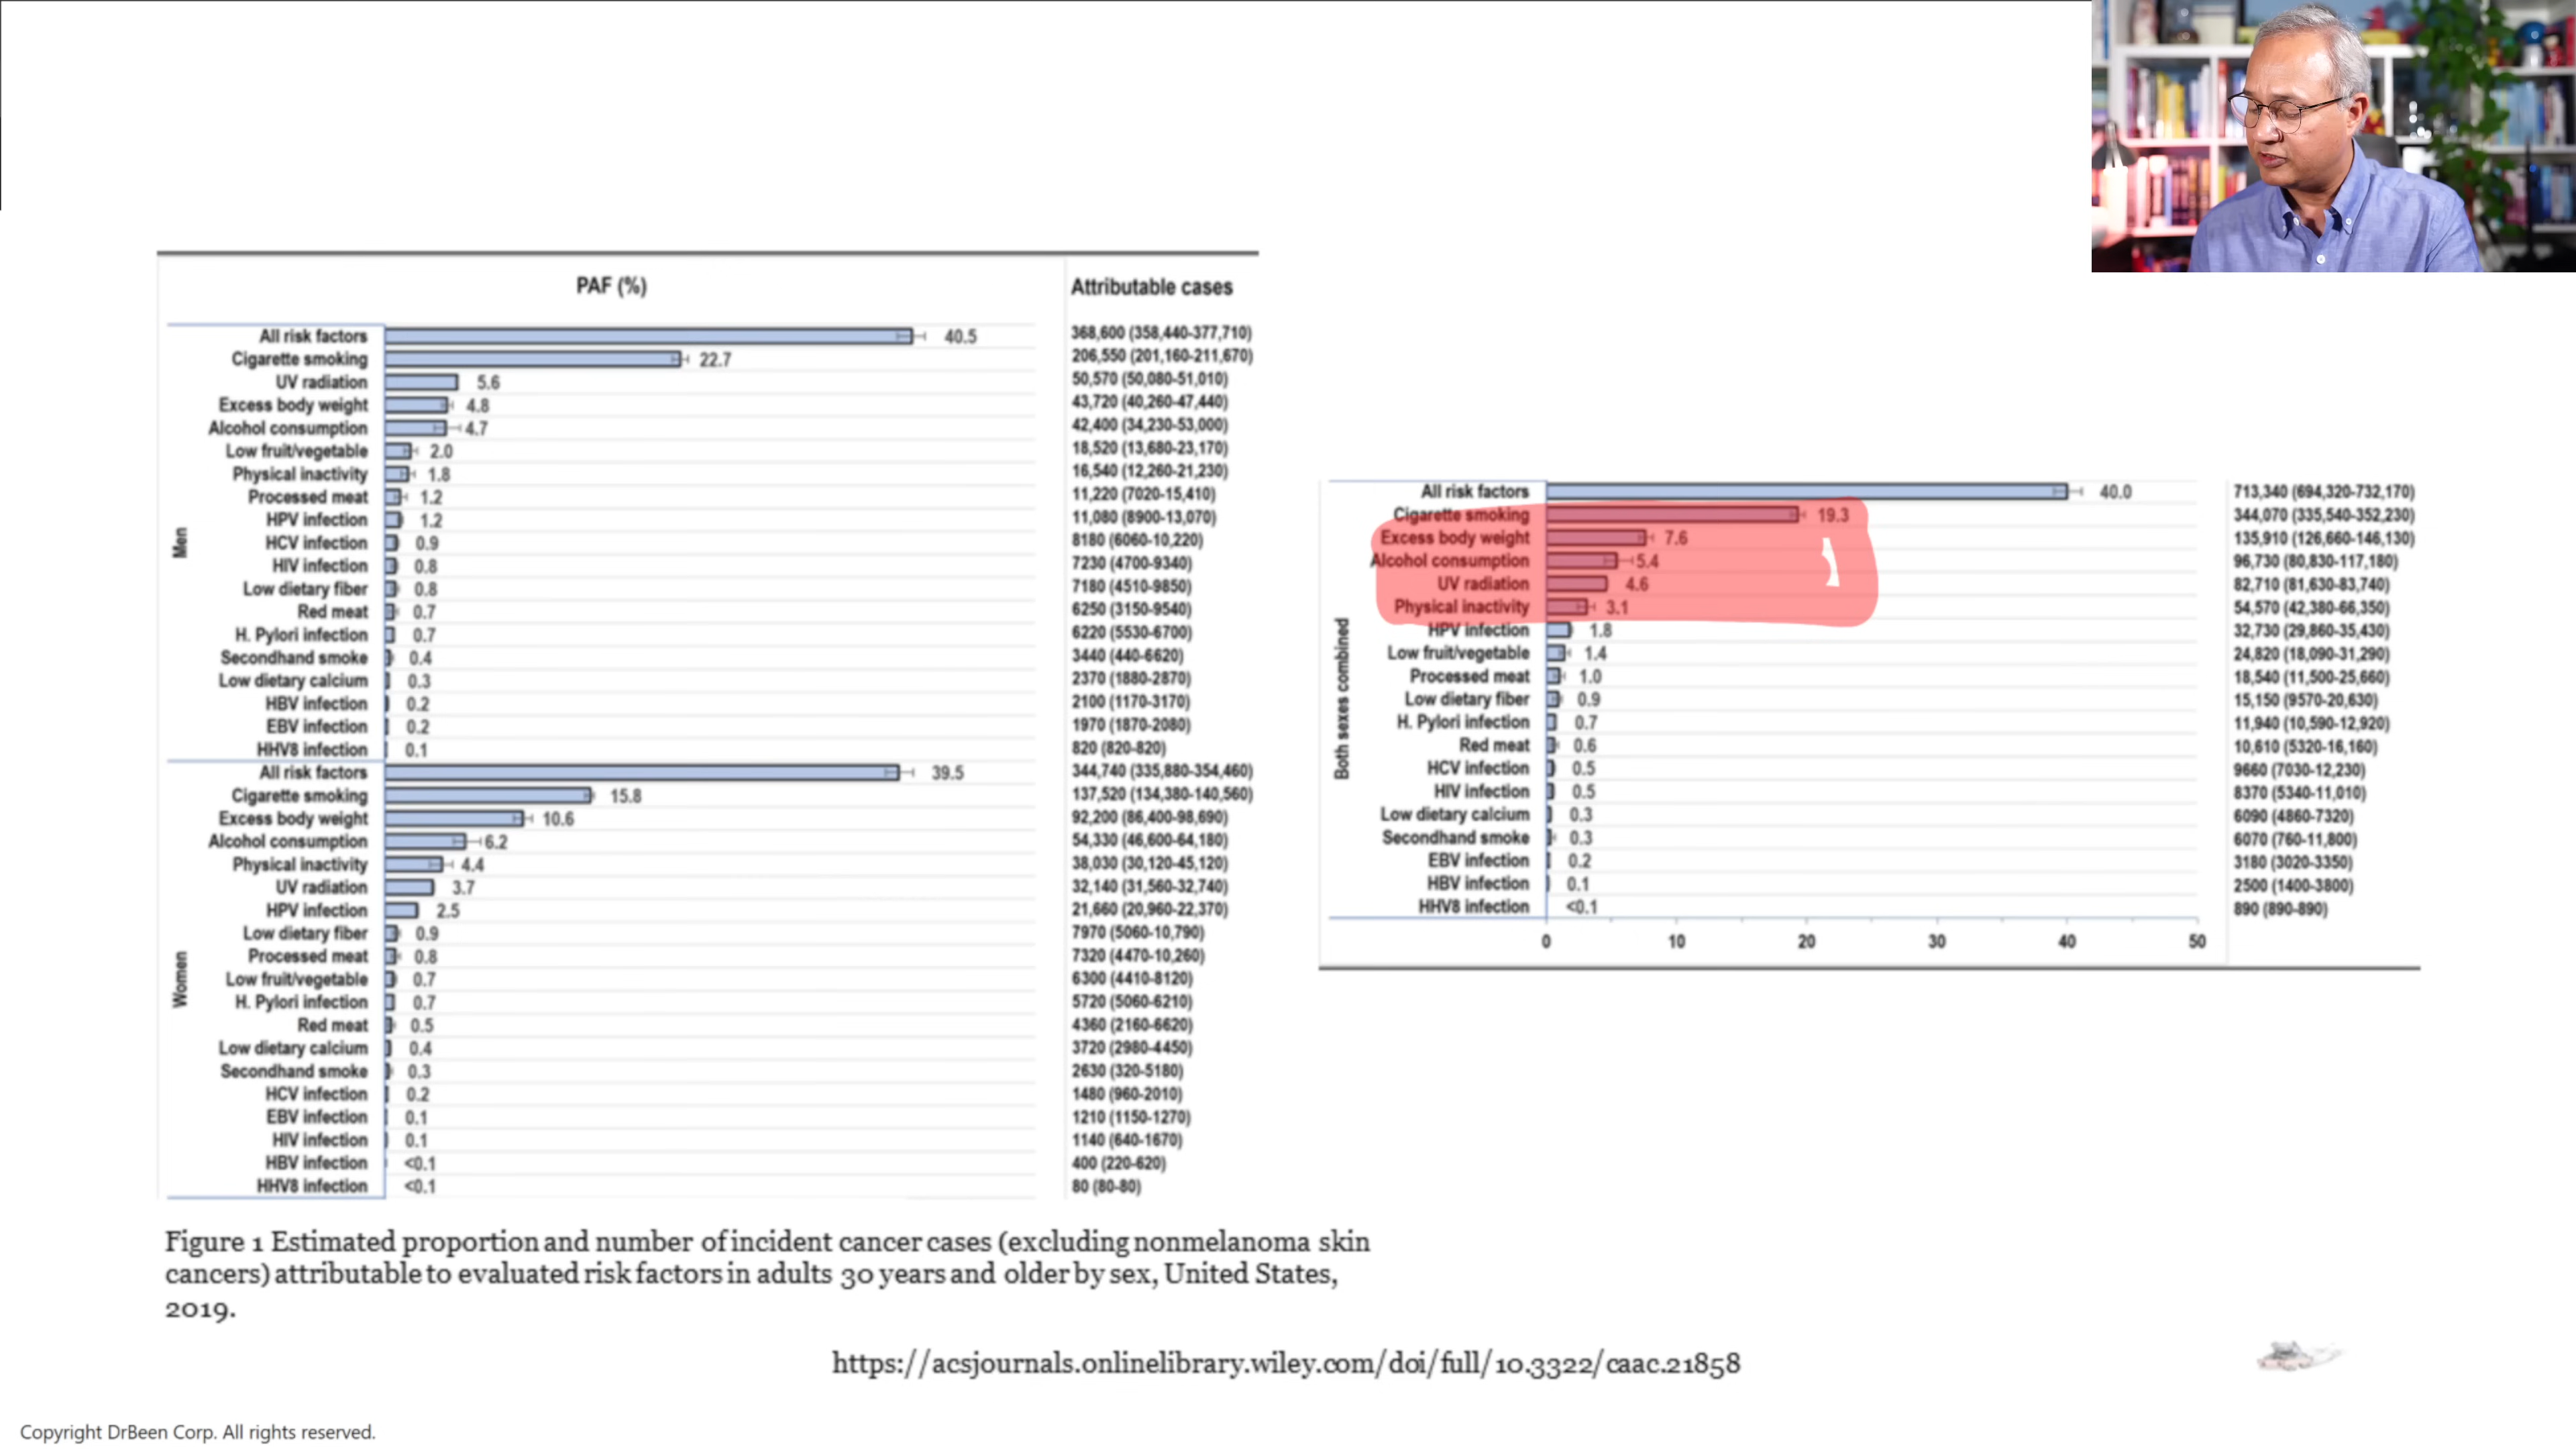 PAF (%) Attributable cases
Men
All risk factors 40.5 368,600 (358,440-377,710)
Cigarette smoking 22.7 206,550 (201,160-211,670)
UV radiation 5.6 50,570 (50,080-51,010)
Excess body weight 4.8 43,720 (40,260-47,440)
Alcohol consumption 4.7 42,400 (34,230-53,000)
Low fruit/vegetable 2.0 18,520 (13,680-23,170)
Physical inactivity 1.8 16,540 (12,260-21,230)
Processed meat 1.2 11,220 (7020-15,410)
HPV infection 1.2 11,080 (8900-13,070)
HCV infection 0.9 8180 (6060-10,220)
HIV infection 0.8 7230 (4700-9340)
Low dietary fiber 0.8 7180 (4510-9850)
Red meat 0.7 6250 (3150-9540)
H. Pylori infection 0.7 6220 (5530-6700)
Secondhand smoke 0.4 3440 (440-6620)
Low dietary calcium 0.3 2370 (1880-2870)
HBV infection 0.2 2100 (1170-3170)
EBV infection 0.2 1970 (1870-2080)
HHV8 infection 0.1 820 (820-820)
Women
All risk factors 39.5 344,740 (335,880-354,460)
Cigarette smoking 15.8 137,520 (134,380-140,560)
Excess body weight 10.6 92,200 (86,400-98,690)
Alcohol consumption 6.2 54,330 (46,600-64,180)
Physical inactivity 4.4 38,030 (30,120-45,120)
UV radiation 3.7 32,140 (31,560-32,740)
HPV infection 2.5 21,660 (20,960-22,370)
Low dietary fiber 0.9 7970 (5060-10,790)
Processed meat 0.8 7320 (4470-10,260)
Low fruit/vegetable 0.7 6300 (4410-8120)
H. Pylori infection 0.7 5720 (5060-6210)
Red meat 0.5 4360 (2160-6620)
Low dietary calcium 0.4 3720 (2980-4450)
Secondhand smoke 0.3 2630 (320-5180)
HCV infection 0.2 1480 (960-2010)
EBV infection 0.1 1210 (1150-1270)
HIV infection 0.1 1140 (640-1670)
HBV infection <0.1 400 (220-620)
HHV8 infection <0.1 80 (80-80)
Both sexes combined
All risk factors 40.0 713,340 (694,320-732,170)
Cigarette smoking 19.3 344,070 (335,540-352,230)
Excess body weight 7.6 135,910 (126,660-146,130)
Alcohol consumption 5.4 96,730 (80,830-117,180)
UV radiation 4.6 82,710 (81,630-83,740)
Physical inactivity 3.1 54,570 (42,380-66,350)
HPV infection 1.8 32,730 (29,860-35,430)
Low fruit/vegetable 1.4 24,820 (18,090-31,290)
Processed meat 1.0 18,540 (11,500-25,660)
Low dietary fiber 0.9 15,150 (9570-20,630)
H. Pylori infection 0.7 11,940 (10,590-12,920)
Red meat 0.6 10,610 (5320-16,160)
HCV infection 0.5 9660 (7030-12,230)
HIV infection 0.5 8370 (5340-11,010)
Low dietary calcium 0.3 6090 (4860-7320)
Secondhand smoke 0.3 6070 (760-11,800)
EBV infection 0.2 3180 (3020-3350)
HBV infection 0.1 2500 (1400-3800)
HHV8 infection <0.1 890 (890-890)
0 10 20 30 40 50
Figure 1 Estimated proportion and number of incident cancer cases (excluding nonmelanoma skin
cancers) attributable to evaluated risk factors in adults 30 years and older by sex, United States,
2019.
https://acsjournals.onlinelibrary.wiley.com/doi/full/10.3322/caac.21858
Copyright DrBeen Corp. All rights reserved.